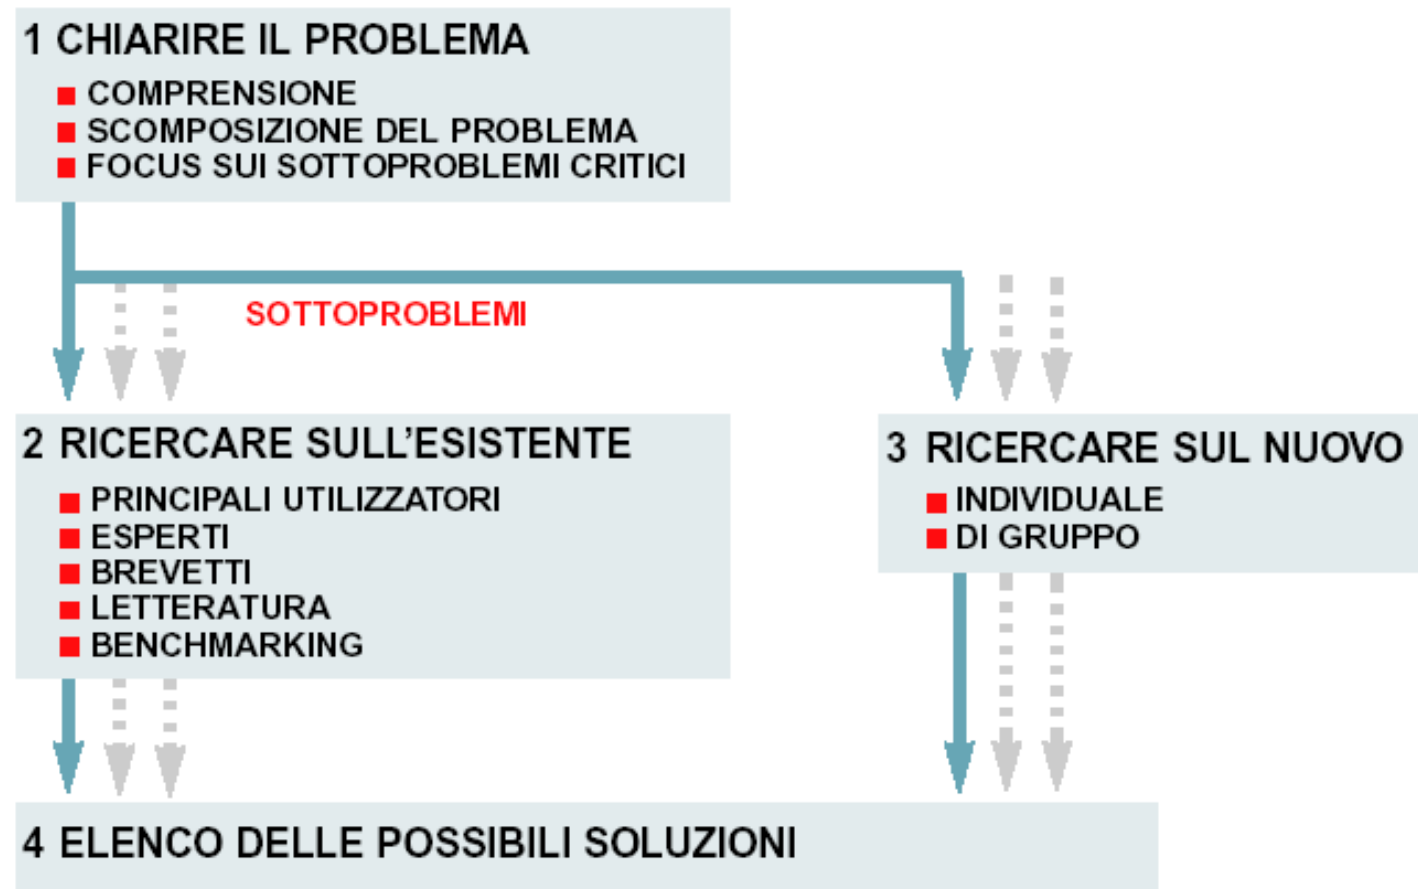 1 CHIARIRE IL PROBLEMA
COMPRENSIONE
SCOMPOSIZIONE DEL PROBLEMA
FOCUS SUI SOTTOPROBLEMI CRITICI
SOTTOPROBLEMI
2 RICERCARE SULL'ESISTENTE
PRINCIPALI UTILIZZATORI
ESPERTI
BREVETTI
LETTERATURA
BENCHMARKING
3 RICERCARE SUL NUOVO
INDIVIDUALE
DI GRUPPO
4 ELENCO DELLE POSSIBILI SOLUZIONI